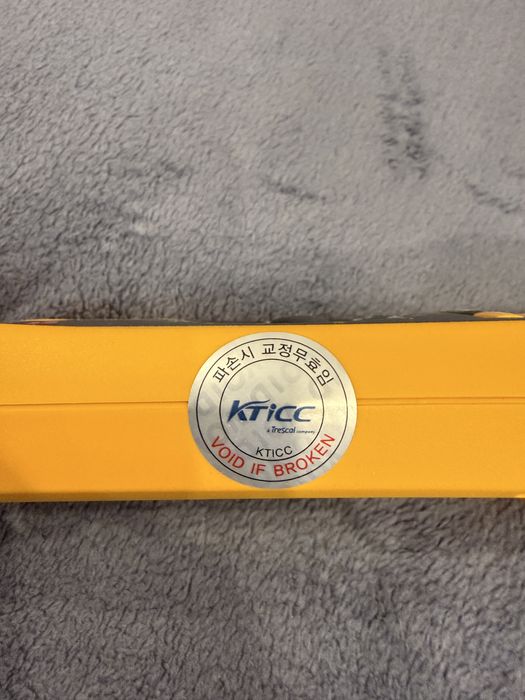 파손시 교정무효임
KTiCC
a Trescal company
KTICC
VOID IF BROKEN